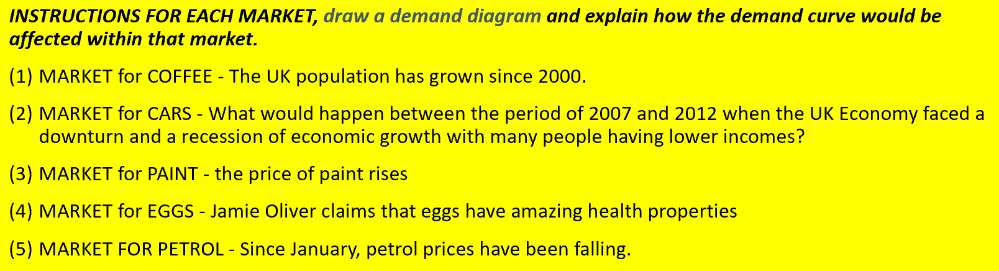 INSTRUCTIONS FOR EACH MARKET, draw a demand diagram and explain how the demand curve would be
affected within that market.
(1) MARKET for COFFEE - The UK population has grown since 2000.
(2) MARKET for CARS - What would happen between the period of 2007 and 2012 when the UK Economy faced a
downturn and a recession of economic growth with many people having lower incomes?
(3) MARKET for PAINT - the price of paint rises
(4) MARKET for EGGS - Jamie Oliver claims that eggs have amazing health properties
(5) MARKET FOR PETROL - Since January, petrol prices have been falling.